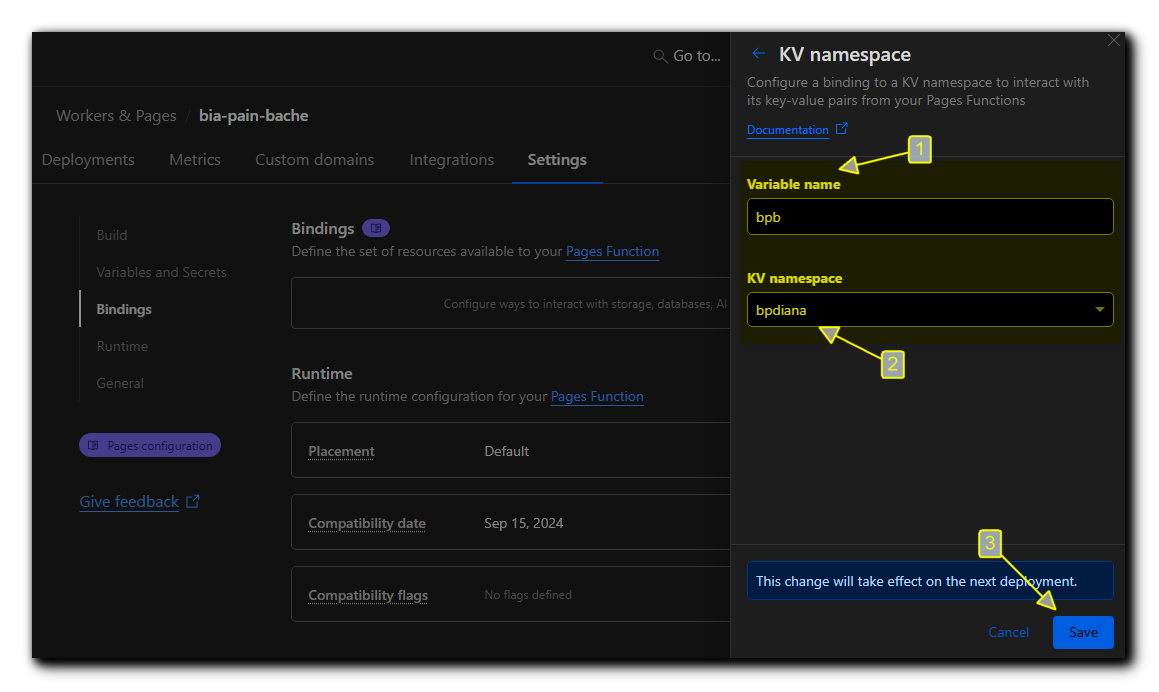 Go to...
Workers & Pages / bia-pain-bache
Deployments
Metrics
Custom domains
Integrations
Settings
Build
Variables and Secrets
Bindings
Runtime
General
Pages configuration
Give feedback
Bindings
Define the set of resources available to your Pages Function
Configure ways to interact with storage, databases, AI
Runtime
Define the runtime configuration for your Pages Function
Placement
Default
Compatibility date
Sep 15, 2024
Compatibility flags
No flags defined
KV namespace
Configure a binding to a KV namespace to interact with
its key-value pairs from your Pages Functions
Documentation
1
Variable name
bpb
KV namespace
bpdiana
2
3
This change will take effect on the next deployment.
Cancel
Save